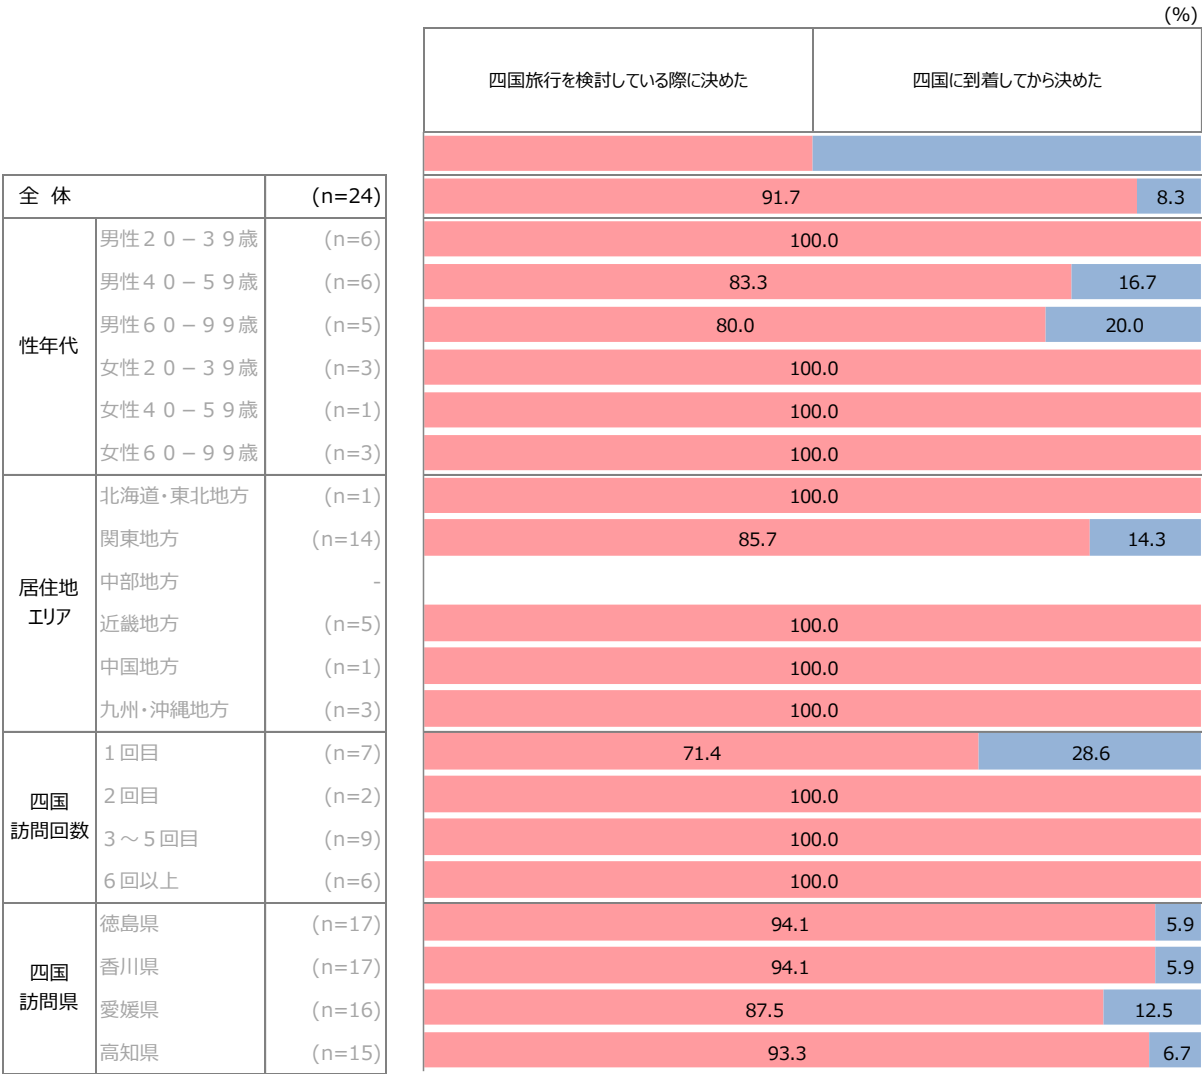 (%)
四国旅行を検討している際に決めた 四国に到着してから決めた
全 体 (n=24) 91.7 8.3
性年代
男性２０－３９歳 (n=6) 100.0
男性４０－５９歳 (n=6) 83.3 16.7
男性６０－９９歳 (n=5) 80.0 20.0
女性２０－３９歳 (n=3) 100.0
女性４０－５９歳 (n=1) 100.0
女性６０－９９歳 (n=3) 100.0
居住地
エリア
北海道・東北地方 (n=1) 100.0
関東地方 (n=14) 85.7 14.3
中部地方 -
近畿地方 (n=5) 100.0
中国地方 (n=1) 100.0
九州・沖縄地方 (n=3) 100.0
四国
訪問回数
１回目 (n=7) 71.4 28.6
２回目 (n=2) 100.0
３～５回目 (n=9) 100.0
６回以上 (n=6) 100.0
四国
訪問県
徳島県 (n=17) 94.1 5.9
香川県 (n=17) 94.1 5.9
愛媛県 (n=16) 87.5 12.5
高知県 (n=15) 93.3 6.7